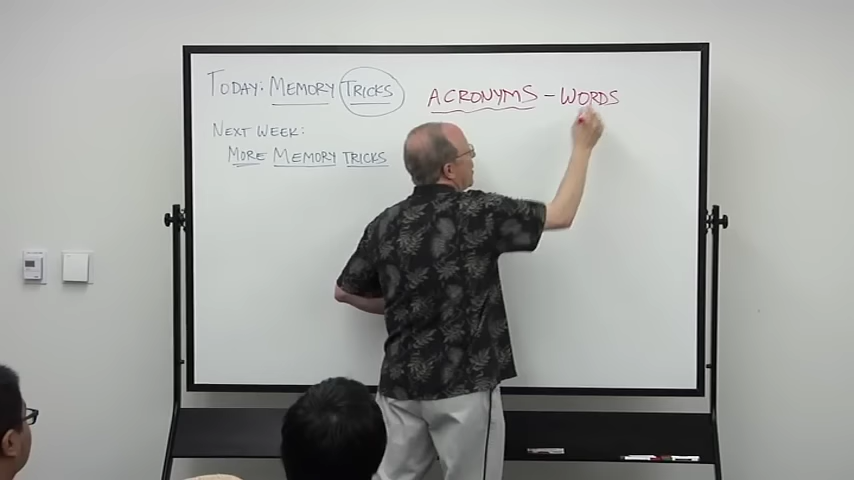 TODAY: MEMORY TRICKS
ACRONYMS - WORDS
NEXT WEEK:
MORE MEMORY TRICKS